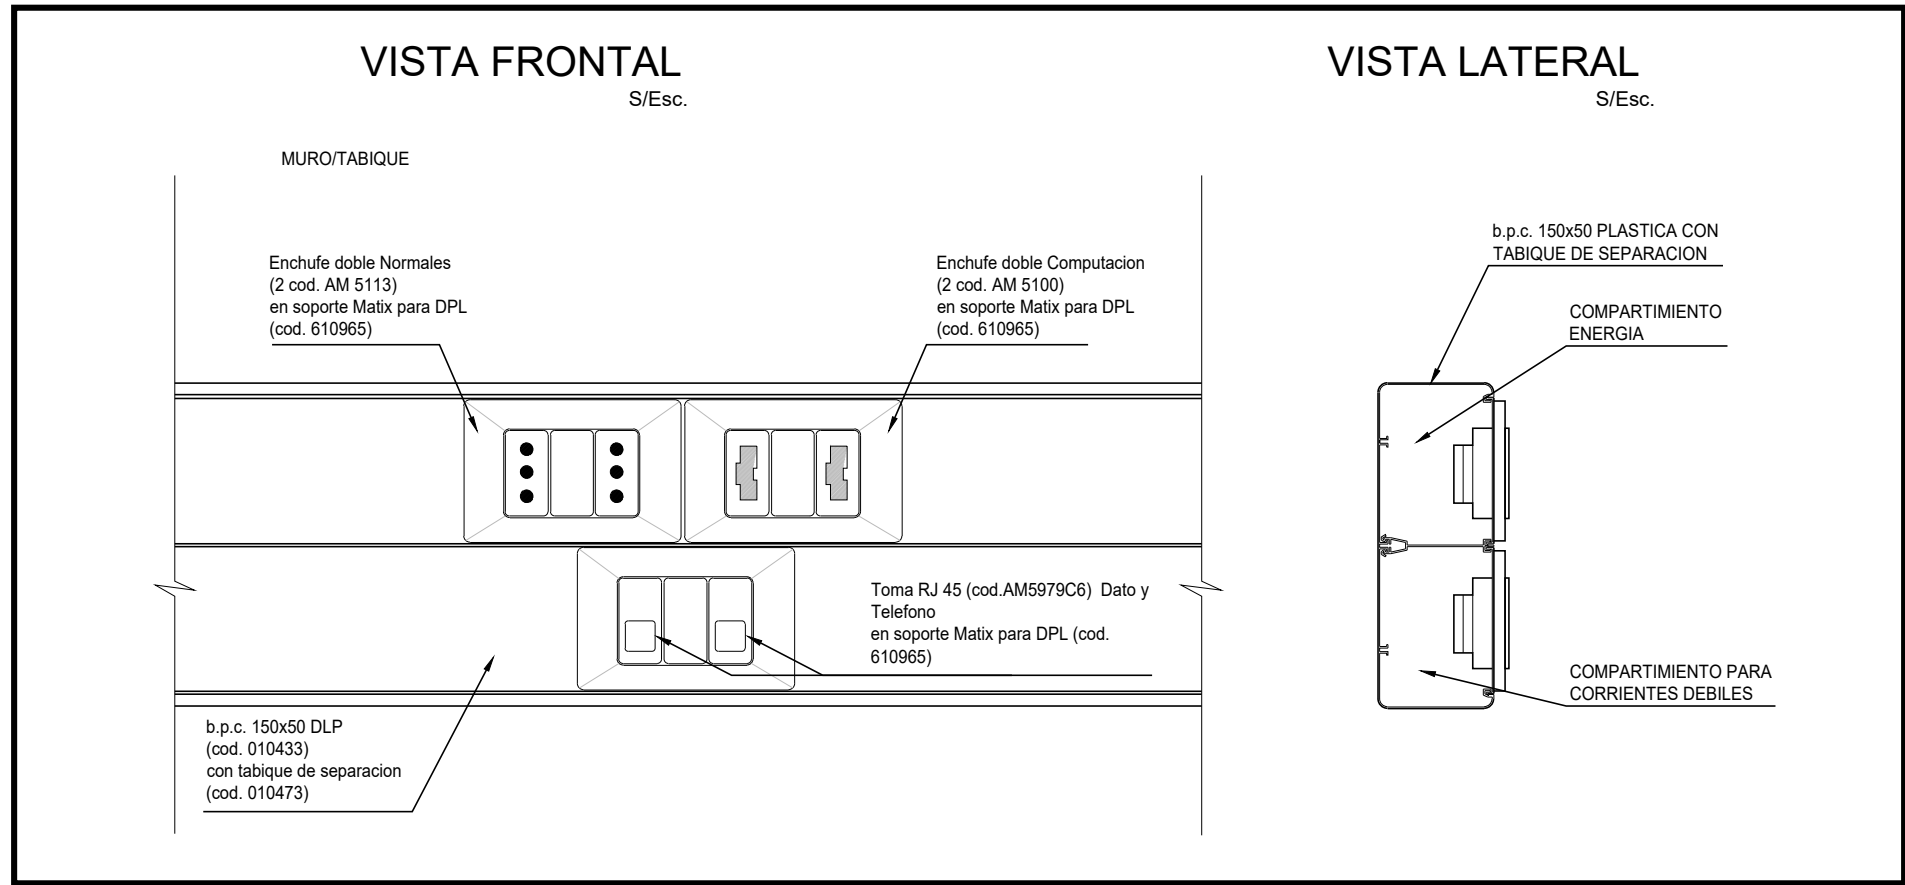 VISTA FRONTAL
S/Esc.
MURO/TABIQUE
Enchufe doble Normales
(2 cod. AM 5113)
en soporte Matix para DPL
(cod. 610965)
Enchufe doble Computacion
(2 cod. AM 5100)
en soporte Matix para DPL
(cod. 610965)
Toma RJ 45 (cod.AM5979C6) Dato y
Telefono
en soporte Matix para DPL (cod.
610965)
b.p.c. 150x50 DLP
(cod. 010433)
con tabique de separacion
(cod. 010473)
VISTA LATERAL
S/Esc.
b.p.c. 150x50 PLASTICA CON
TABIQUE DE SEPARACION
COMPARTIMIENTO
ENERGIA
COMPARTIMIENTO PARA
CORRIENTES DEBILES